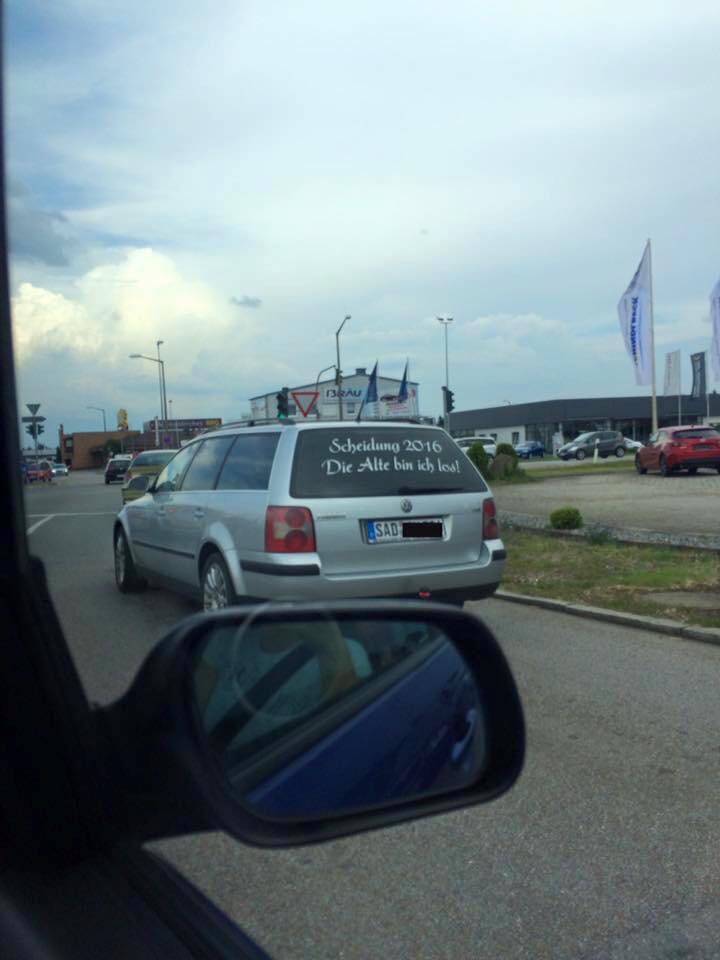 BRÄU
Scheidung 2016
Die Alte bin ich los!
SAD